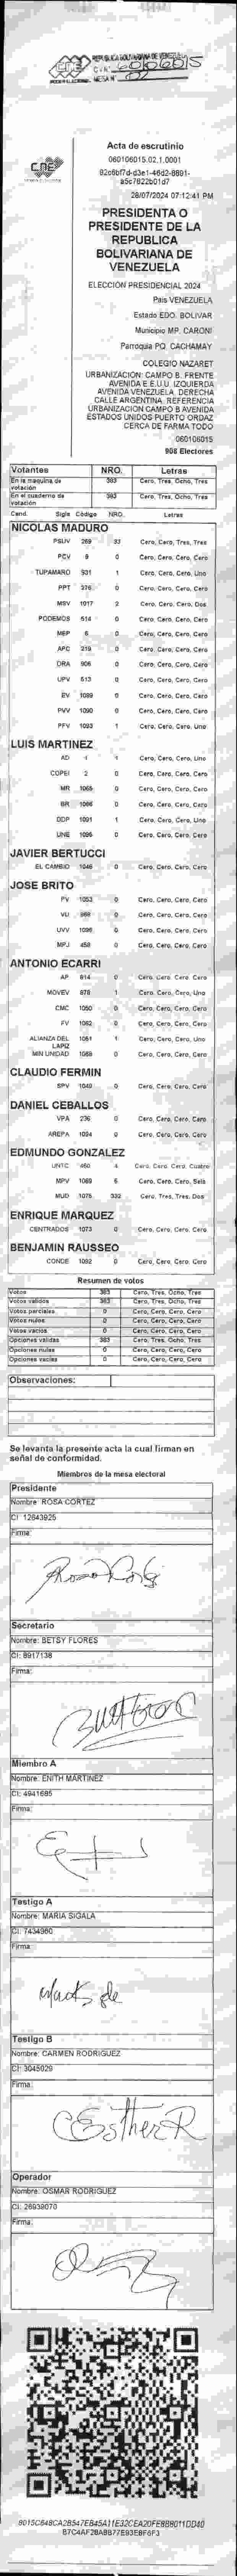 REPUBLICA BOLIVARIANA DE VENEZUELA
060106015
MESA Nº 02
PODER ELECTORAL
CNE
Acta de escrutinio
060106015.02.1.0001
28/07/2024 07:12:41 PM
PRESIDENTA O
PRESIDENTE DE LA
REPUBLICA
BOLIVARIANA DE
VENEZUELA
ELECCION PRESIDENCIAL 2024
Pais VENEZUELA
Estado EDO. BOLIVAR
Municipio MP. CARONI
Parroquia PQ. CACHAMAY
COLEGIO NAZARET
URBANIZACION: CAMPO B. FRENTE
AVENIDA E.E.U.U. IZQUIERDA
AVENIDA VENEZUELA. DERECHA
CALLE ARGENTINA. REFERENCIA
URBANIZACION CAMPO B AVENIDA
ESTADOS UNIDOS PUERTO ORDAZ
CERCA DE FARMA TODO
060106015
908 Electores
Votantes NRO. Letras
En la maquina de votación 383 Cero, Tres, Ocho, Tres
En el cuaderno de votación 383 Cero, Tres, Ocho, Tres
Cand. Sigla Código NRO. Letras
NICOLAS MADURO
PSUV 269 33 Cero, Cero, Tres, Tres
PCV 9 0 Cero, Cero, Cero, Cero
TUPAMARO 931 1 Cero, Cero, Cero, Uno
PPT 376 0 Cero, Cero, Cero, Cero
MSV 1017 2 Cero, Cero, Cero, Dos
PODEMOS 514 0 Cero, Cero, Cero, Cero
MEP 6 0 Cero, Cero, Cero, Cero
APC 219 0 Cero, Cero, Cero, Cero
ORA 906 0 Cero, Cero, Cero, Cero
UPV 613 0 Cero, Cero, Cero, Cero
EV 1089 0 Cero, Cero, Cero, Cero
PVV 1090 0 Cero, Cero, Cero, Cero
PFV 1093 1 Cero, Cero, Cero, Uno
LUIS MARTINEZ
AD 1 1 Cero, Cero, Cero, Uno
COPEI 2 0 Cero, Cero, Cero, Cero
MR 1065 0 Cero, Cero, Cero, Cero
BR 1066 0 Cero, Cero, Cero, Cero
DDP 1091 1 Cero, Cero, Cero, Uno
UNE 1096 0 Cero, Cero, Cero, Cero
JAVIER BERTUCCI
EL CAMBIO 1046 0 Cero, Cero, Cero, Cero
JOSE BRITO
PV 1053 0 Cero, Cero, Cero, Cero
VU 968 0 Cero, Cero, Cero, Cero
UVV 1098 0 Cero, Cero, Cero, Cero
MPJ 458 0 Cero, Cero, Cero, Cero
ANTONIO ECARRI
AP 814 0 Cero, Cero, Cero, Cero
MOVEV 878 1 Cero, Cero, Cero, Uno
CMC 1050 0 Cero, Cero, Cero, Cero
FV 1062 0 Cero, Cero, Cero, Cero
ALIANZA DEL LAPIZ 1051 1 Cero, Cero, Cero, Uno
MIN UNIDAD 1068 0 Cero, Cero, Cero, Cero
CLAUDIO FERMIN
SPV 1049 0 Cero, Cero, Cero, Cero
DANIEL CEBALLOS
VPA 236 0 Cero, Cero, Cero, Cero
AREPA 1094 0 Cero, Cero, Cero, Cero
EDMUNDO GONZALEZ
UNTC 460 4 Cero, Cero, Cero, Cuatro
MPV 1069 6 Cero, Cero, Cero, Seis
MUD 1075 332 Cero, Tres, Tres, Dos
ENRIQUE MARQUEZ
CENTRADOS 1073 0 Cero, Cero, Cero, Cero
BENJAMIN RAUSSEO
CONDE 1092 0 Cero, Cero, Cero, Cero
Resumen de votos
Votos 383 Cero, Tres, Ocho, Tres
Votos validos 383 Cero, Tres, Ocho, Tres
Votos parciales 0 Cero, Cero, Cero, Cero
Votos nulos 0 Cero, Cero, Cero, Cero
Votos vacios 0 Cero, Cero, Cero, Cero
Opciones validas 383 Cero, Tres, Ocho, Tres
Opciones nulas 0 Cero, Cero, Cero, Cero
Opciones vacias 0 Cero, Cero, Cero, Cero
Observaciones:
Se levanta la presente acta la cual firman en
señal de conformidad.
Miembros de la mesa electoral
Presidente
Nombre: ROSA CORTEZ
CI: 12643925
Firma:
Secretario
Nombre: BETSY FLORES
CI: 8917138
Firma:
Miembro A
Nombre: ENITH MARTINEZ
CI: 4941685
Firma:
Testigo A
Nombre: MARIA SIGALA
CI: 7434960
Firma:
Testigo B
Nombre: CARMEN RODRIGUEZ
CI: 3045029
Firma:
CEstherR
Operador
Nombre: OSMAR RODRIGUEZ
CI: 26939070
Firma: